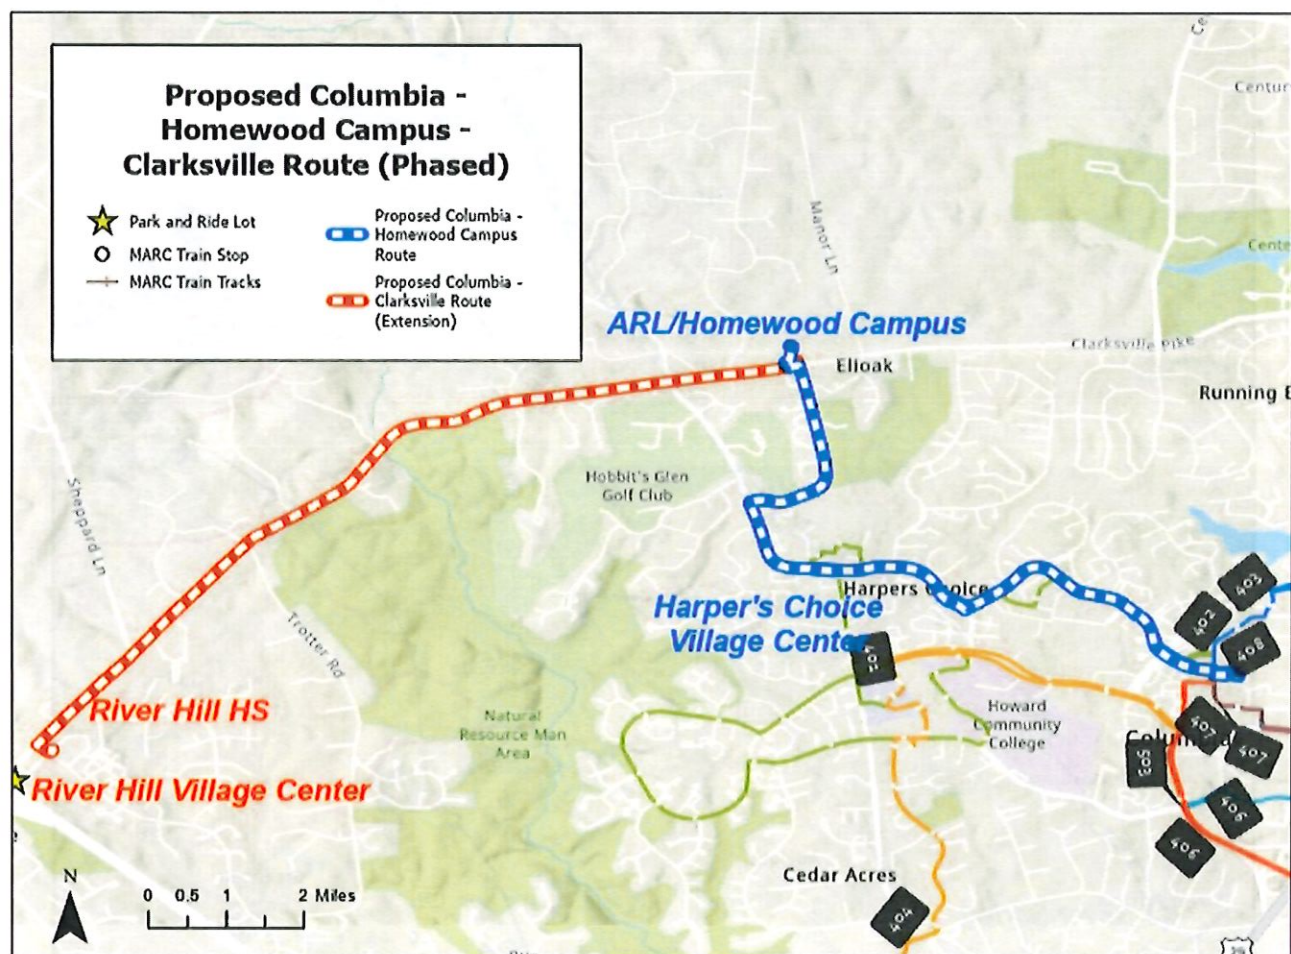 Proposed Columbia -
Homewood Campus -
Clarksville Route (Phased)
Park and Ride Lot
MARC Train Stop
MARC Train Tracks
Proposed Columbia -
Homewood Campus
Route
Proposed Columbia -
Clarksville Route
(Extension)
Centur
Manor Ln
Cente
ARL/Homewood Campus
Clarksville Pike
Elioak
Running B
Hobbit's Glen
Golf Club
Sheppard Ln
Harpers Choice
Harper's Choice
Village Center
403
402
408
Trotter Rd
River Hill HS
Natural
Resource Man
Area
Howard
Community
College
407
407
503
406
406
River Hill Village Center
Cedar Acres
404
N
0 0.5 1 2 Miles